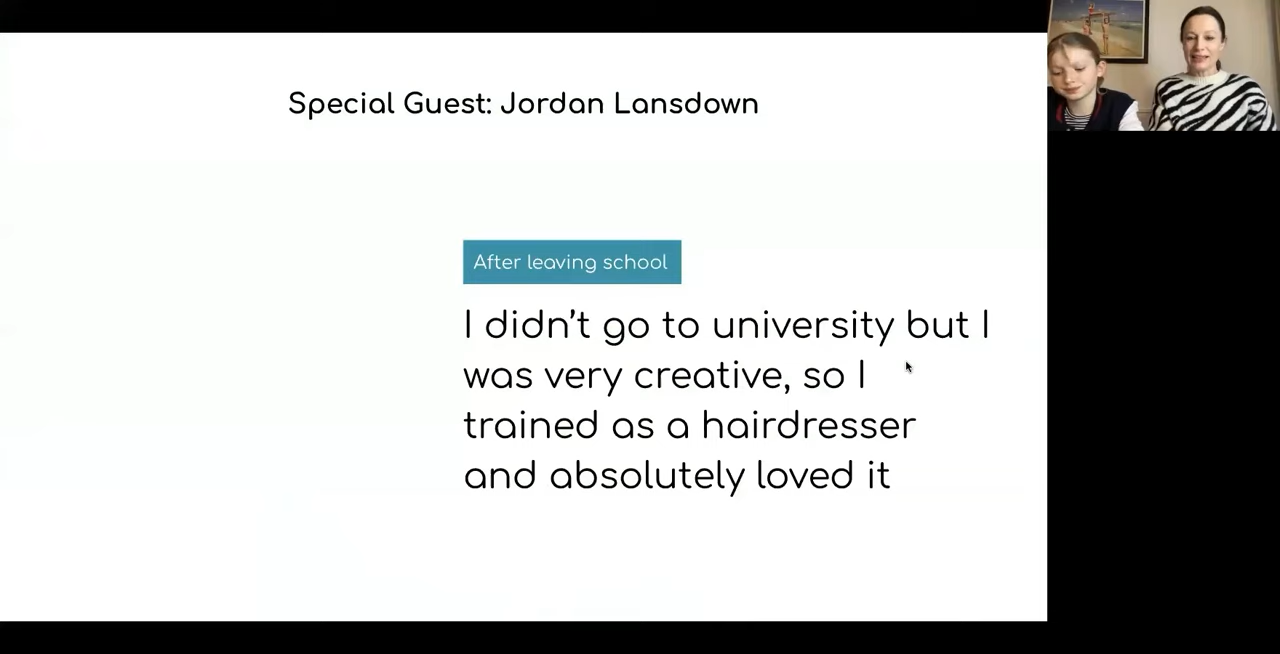 Special Guest: Jordan Lansdown
After leaving school
I didn't go to university but I
was very creative, so I
trained as a hairdresser
and absolutely loved it